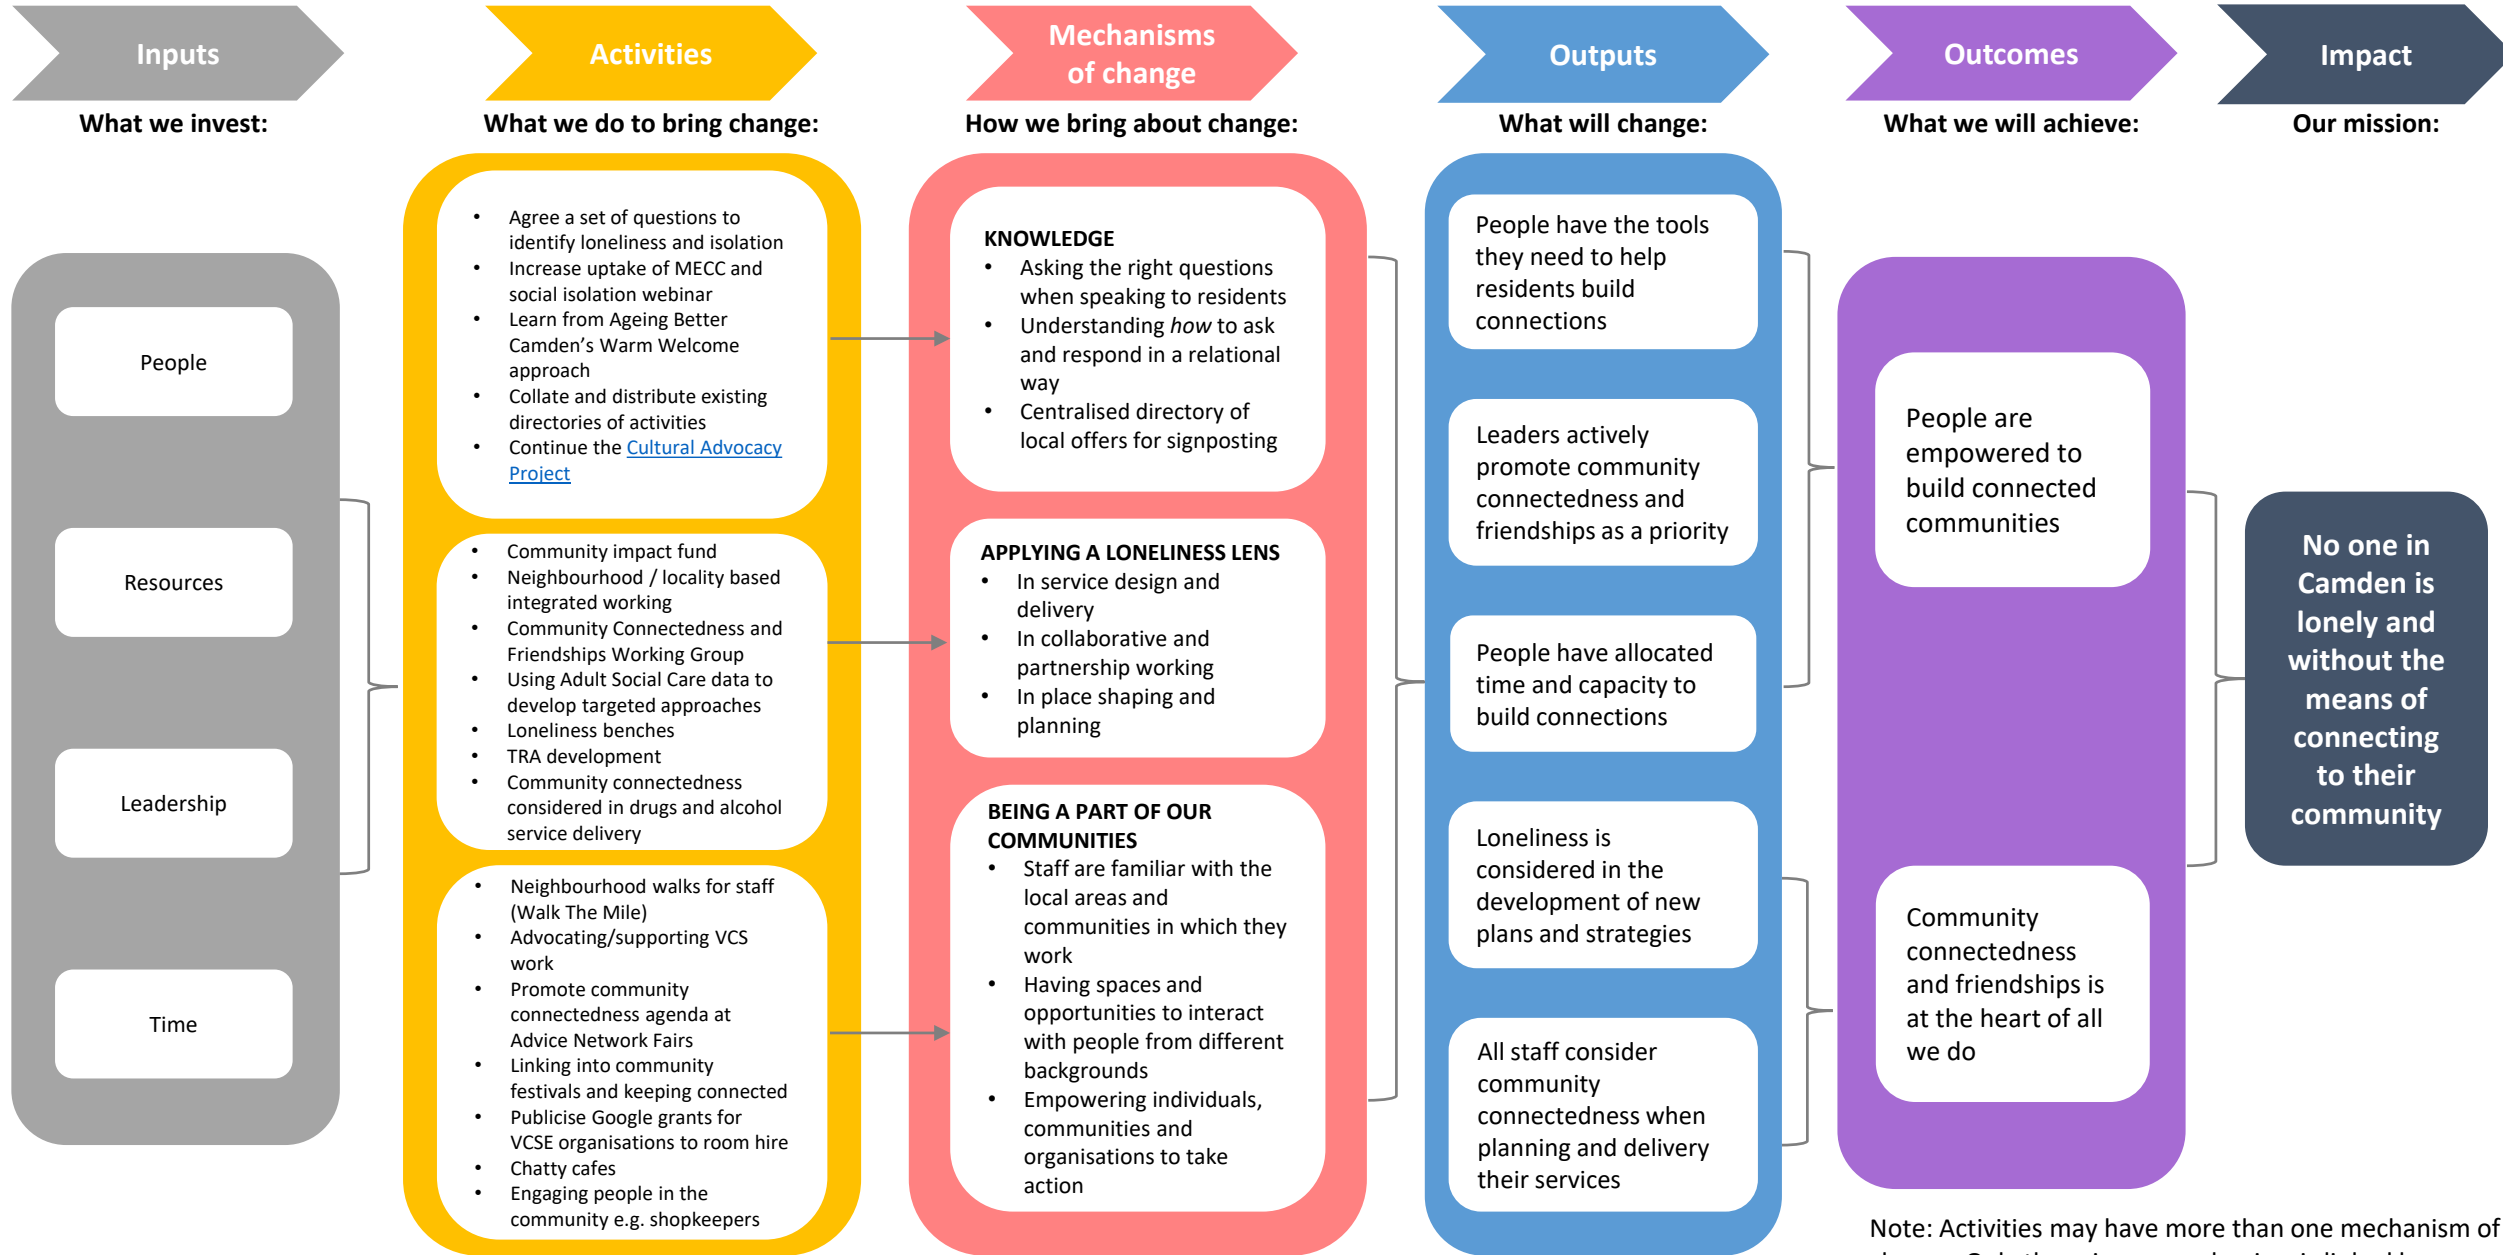 Inputs
What we invest:
People
Resources
Leadership
Time
Activities
What we do to bring change:
• Agree a set of questions to
identify loneliness and isolation
• Increase uptake of MECC and
social isolation webinar
• Learn from Ageing Better
Camden's Warm Welcome
approach
• Collate and distribute existing
directories of activities
• Continue the Cultural Advocacy
Project
• Community impact fund
• Neighbourhood / locality based
integrated working
• Community Connectedness and
Friendships Working Group
• Using Adult Social Care data to
develop targeted approaches
• Loneliness benches
• TRA development
• Community connectedness
considered in drugs and alcohol
service delivery
• Neighbourhood walks for staff
(Walk The Mile)
• Advocating/supporting VCS
work
• Promote community
connectedness agenda at
Advice Network Fairs
• Linking into community
festivals and keeping connected
• Publicise Google grants for
VCSE organisations to room hire
• Chatty cafes
• Engaging people in the
community e.g. shopkeepers
Mechanisms
of change
How we bring about change:
KNOWLEDGE
• Asking the right questions
when speaking to residents
• Understanding how to ask
and respond in a relational
way
• Centralised directory of
local offers for signposting
APPLYING A LONELINESS LENS
• In service design and
delivery
• In collaborative and
partnership working
• In place shaping and
planning
BEING A PART OF OUR
COMMUNITIES
• Staff are familiar with the
local areas and
communities in which they
work
• Having spaces and
opportunities to interact
with people from different
backgrounds
• Empowering individuals,
communities and
organisations to take
action
Outputs
What will change:
People have the tools
they need to help
residents build
connections
Leaders actively
promote community
connectedness and
friendships as a priority
People have allocated
time and capacity to
build connections
Loneliness is
considered in the
development of new
plans and strategies
All staff consider
community
connectedness when
planning and delivery
their services
Outcomes
What we will achieve:
People are
empowered to
build connected
communities
Community
connectedness
and friendships is
at the heart of all
we do
Impact
Our mission:
No one in
Camden is
lonely and
without the
means of
connecting
to their
community
Note: Activities may have more than one mechanism of